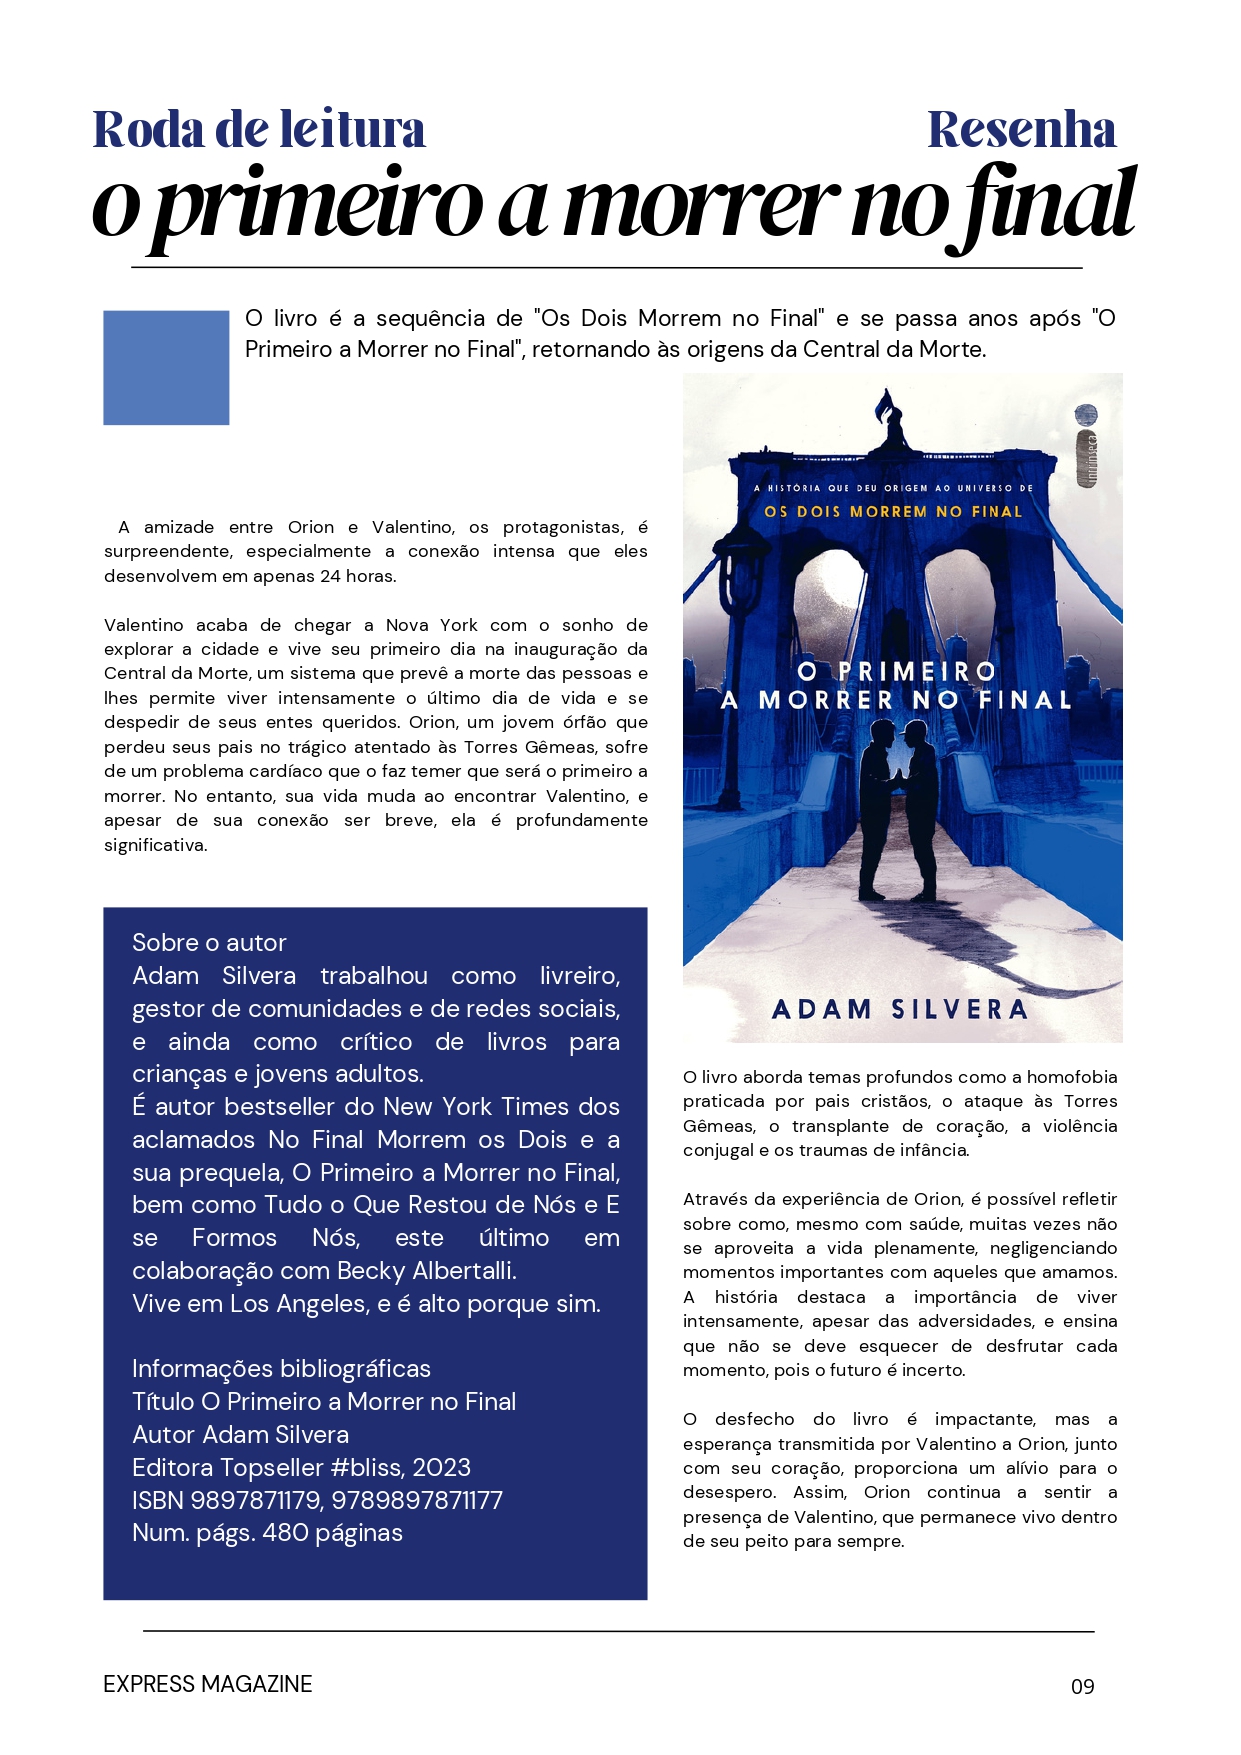 Roda de leitura
Resenha
o primeiro a morrer no final
O livro é a sequência de "Os Dois Morrem no Final" e se passa anos após "O
Primeiro a Morrer no Final", retornando às origens da Central da Morte.
A amizade entre Orion e Valentino, os protagonistas, é
surpreendente, especialmente a conexão intensa que eles
desenvolvem em apenas 24 horas.
Valentino acaba de chegar a Nova York com o sonho de
explorar a cidade e vive seu primeiro dia na inauguração da
Central da Morte, um sistema que prevê a morte das pessoas e
lhes permite viver intensamente o último dia de vida e se
despedir de seus entes queridos. Orion, um jovem órfão que
perdeu seus pais no trágico atentado às Torres Gêmeas, sofre
de um problema cardíaco que o faz temer que será o primeiro a
morrer. No entanto, sua vida muda ao encontrar Valentino, e
apesar de sua conexão ser breve, ela é profundamente
significativa.
Sobre o autor
Adam Silvera trabalhou como livreiro,
gestor de comunidades e de redes sociais,
e ainda como crítico de livros para
crianças e jovens adultos.
É autor bestseller do New York Times dos
aclamados No Final Morrem os Dois e a
sua prequela, O Primeiro a Morrer no Final,
bem como Tudo o Que Restou de Nós e E
se Formos Nós, este último em
colaboração com Becky Albertalli.
Vive em Los Angeles, e é alto porque sim.
Informações bibliográficas
Título O Primeiro a Morrer no Final
Autor Adam Silvera
Editora Topseller #bliss, 2023
ISBN 9897871179, 9789897871177
Num. págs. 480 páginas
intrínseca
A HISTÓRIA QUE DEU ORIGEM AO UNIVERSO DE
OS DOIS MORREM NO FINAL
O PRIMEIRO
A MORRER NO FINAL
ADAM SILVERA
O livro aborda temas profundos como a homofobia
praticada por pais cristãos, o ataque às Torres
Gêmeas, o transplante de coração, a violência
conjugal e os traumas de infância.
Através da experiência de Orion, é possível refletir
sobre como, mesmo com saúde, muitas vezes não
se aproveita a vida plenamente, negligenciando
momentos importantes com aqueles que amamos.
A história destaca a importância de viver
intensamente, apesar das adversidades, e ensina
que não se deve esquecer de desfrutar cada
momento, pois o futuro é incerto.
O desfecho do livro é impactante, mas a
esperança transmitida por Valentino a Orion, junto
com seu coração, proporciona um alívio para o
desespero. Assim, Orion continua a sentir a
presença de Valentino, que permanece vivo dentro
de seu peito para sempre.
EXPRESS MAGAZINE
09